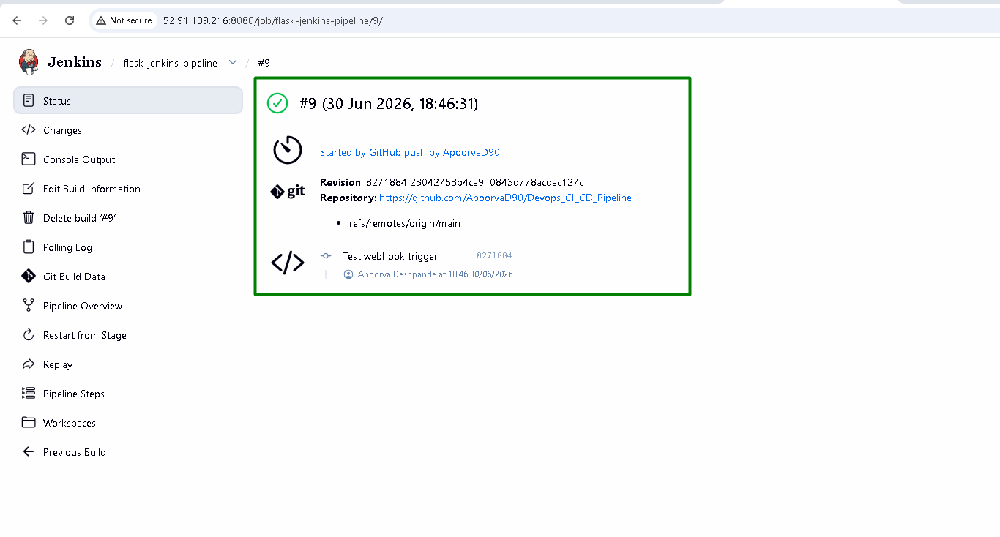 Not secure 52.91.139.216:8080/job/flask-jenkins-pipeline/9/
Jenkins / flask-jenkins-pipeline / #9
Status
Changes
Console Output
Edit Build Information
Delete build ‘#9’
Polling Log
Git Build Data
Pipeline Overview
Restart from Stage
Replay
Pipeline Steps
Workspaces
Previous Build
#9 (30 Jun 2026, 18:46:31)
Started by GitHub push by ApoorvaD90
git
Revision: 8271884f23042753b4ca9ff0843d778acdac127c
Repository: https://github.com/ApoorvaD90/Devops_CI_CD_Pipeline
• refs/remotes/origin/main
Test webhook trigger 8271884
Apoorva Deshpande at 18:46 30/06/2026